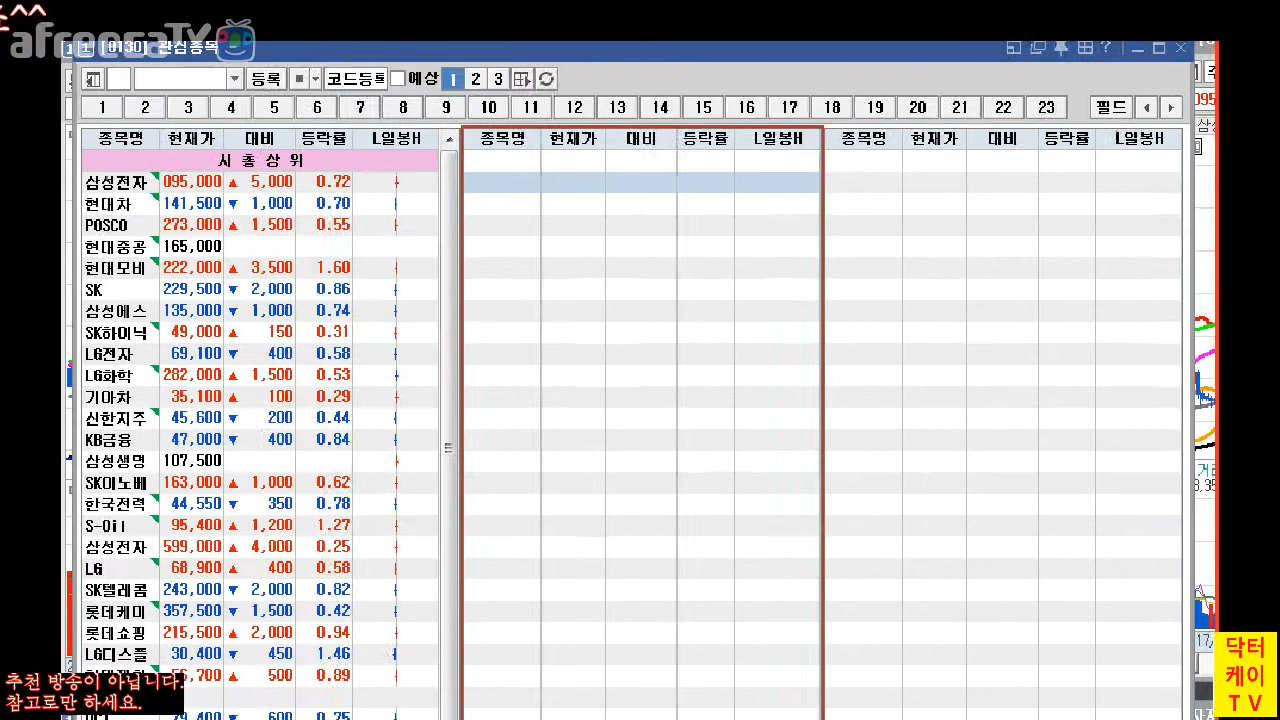 ^^
afreecaTV
[0130] 관심종목
등록 코드등록 예상 1 2 3
1 2 3 4 5 6 7 8 9 10 11 12 13 14 15 16 17 18 19 20 21 22 23 필드
종목명 현재가 대비 등락률 L일봉H 종목명 현재가 대비 등락률 L일봉H 종목명 현재가 대비 등락률 L일봉H
시 총 상 위
삼성전자 095,000 ▲ 5,000 0.72
현대차 141,500 ▼ 1,000 0.70
POSCO 273,000 ▲ 1,500 0.55
현대중공 165,000
현대모비 222,000 ▲ 3,500 1.60
SK 229,500 ▼ 2,000 0.86
삼성에스 135,000 ▼ 1,000 0.74
SK하이닉 49,000 ▲ 150 0.31
LG전자 69,100 ▼ 400 0.58
LG화학 282,000 ▲ 1,500 0.53
기아차 35,100 ▲ 100 0.29
신한지주 45,600 ▼ 200 0.44
KB금융 47,000 ▼ 400 0.84
삼성생명 107,500
SK이노베 163,000 ▲ 1,000 0.62
한국전력 44,550 ▼ 350 0.78
S-Oil 95,400 ▲ 1,200 1.27
삼성전자 599,000 ▲ 4,000 0.25
LG 68,900 ▲ 400 0.58
SK텔레콤 243,000 ▼ 2,000 0.82
롯데케미 357,500 ▼ 1,500 0.42
롯데쇼핑 215,500 ▲ 2,000 0.94
LG디스플 30,400 ▼ 450 1.46
56,700 ▲ 500 0.89
79,400 ▼ 600 0.75
추천 방송이 아닙니다.
참고로만 하세요.
닥터
케이
TV